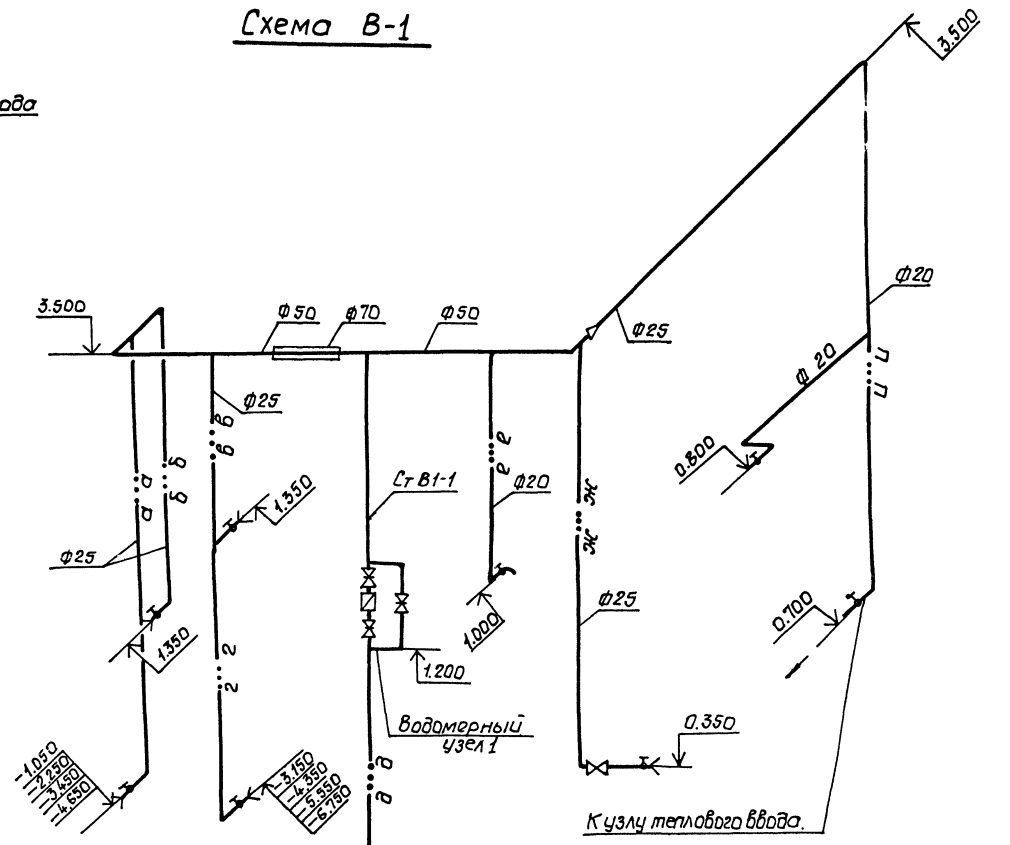 Схема В-1
ода
3.500
3.500
ф50
ф70
ф50
ф25
ф20
ф25
ф 20
0.800
в
в
б
б
а
а
е
е
и
и
ж
ж
Ст В1-1
ф20
1.350
ф25
1.350
1.000
ф25
0.700
г
г
1.200
Водомерный
узел 1
0.350
д
д
-1.050
-2.250
-3.450
-4.650
-3.150
-4.350
-5.550
-6.750
К узлу теплового ввода.